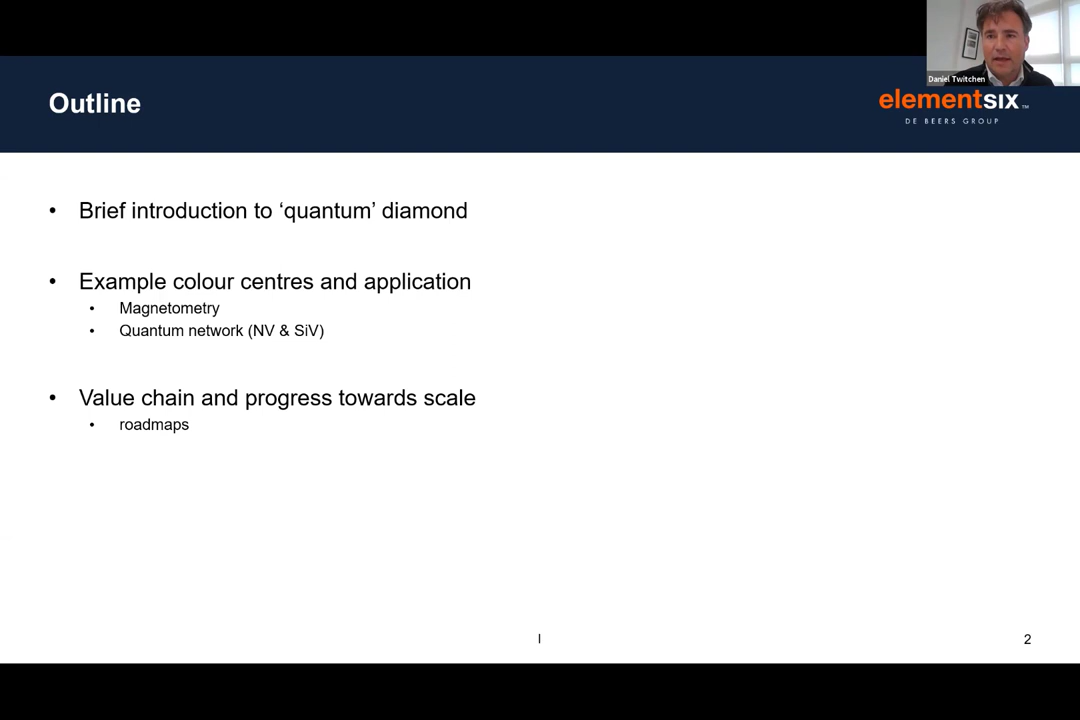 Daniel Twitchen
Outline
elementsix™
DE BEERS GROUP
• Brief introduction to ‘quantum’ diamond
• Example colour centres and application
• Magnetometry
• Quantum network (NV & SiV)
• Value chain and progress towards scale
• roadmaps
I
2